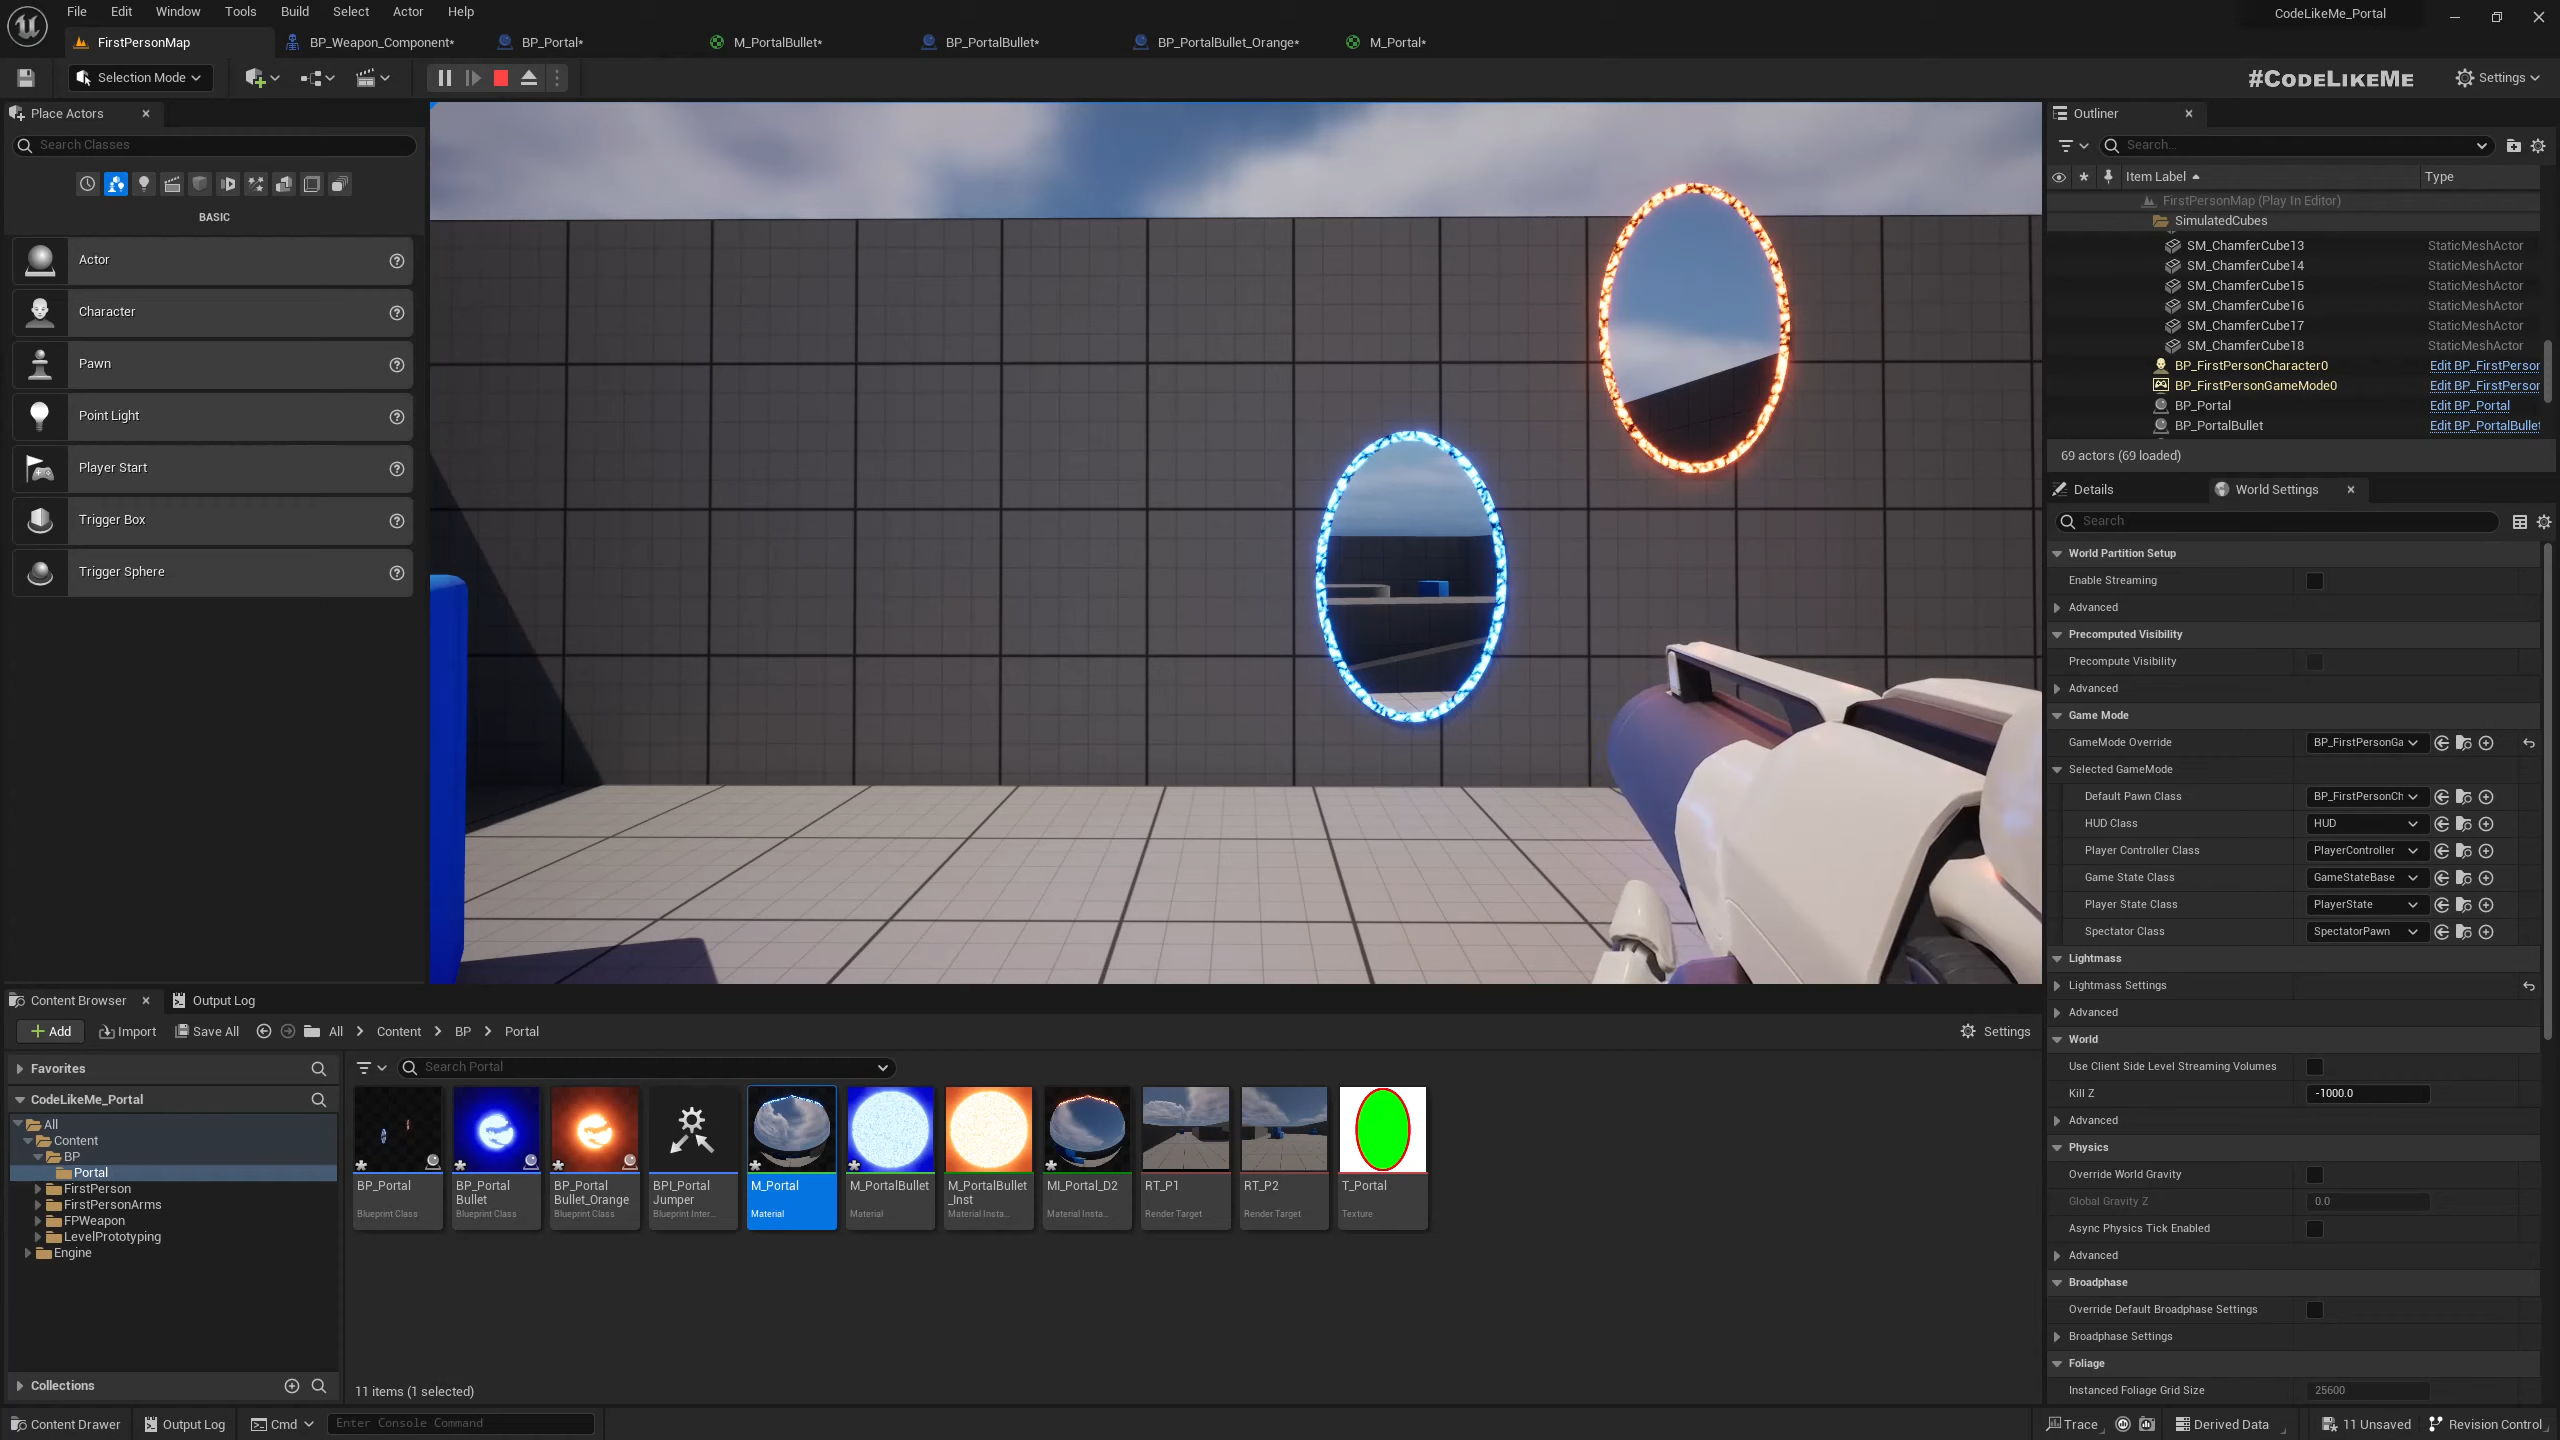 File Edit Window Tools Build Select Actor Help
CodeLikeMe_Portal
FirstPersonMap
BP_Weapon_Component*
BP_Portal*
M_PortalBullet*
BP_PortalBullet*
BP_PortalBullet_Orange*
M_Portal*
Selection Mode
#CODELIKEME
Settings
Place Actors
Search Classes
BASIC
Actor
Character
Pawn
Point Light
Player Start
Trigger Box
Trigger Sphere
Outliner
Search...
Item Label
Type
FirstPersonMap (Play In Editor)
SimulatedCubes
SM_ChamferCube13 StaticMeshActor
SM_ChamferCube14 StaticMeshActor
SM_ChamferCube15 StaticMeshActor
SM_ChamferCube16 StaticMeshActor
SM_ChamferCube17 StaticMeshActor
SM_ChamferCube18 StaticMeshActor
BP_FirstPersonCharacter0 Edit BP_FirstPersor
BP_FirstPersonGameMode0 Edit BP_FirstPersor
BP_Portal Edit BP_Portal
BP_PortalBullet Edit BP_PortalBullet
69 actors (69 loaded)
Details
World Settings
Search
World Partition Setup
Enable Streaming
Advanced
Precomputed Visibility
Precompute Visibility
Advanced
Game Mode
GameMode Override BP_FirstPersonGa
Selected GameMode
Default Pawn Class BP_FirstPersonCh
HUD Class HUD
Player Controller Class PlayerController
Game State Class GameStateBase
Player State Class PlayerState
Spectator Class SpectatorPawn
Lightmass
Lightmass Settings
Advanced
World
Use Client Side Level Streaming Volumes
Kill Z -1000.0
Advanced
Physics
Override World Gravity
Global Gravity Z 0.0
Async Physics Tick Enabled
Advanced
Broadphase
Override Default Broadphase Settings
Broadphase Settings
Foliage
Instanced Foliage Grid Size 25600
Content Browser
Output Log
Add
Import
Save All
All > Content > BP > Portal
Settings
Favorites
CodeLikeMe_Portal
All
Content
BP
Portal
FirstPerson
FirstPersonArms
FPWeapon
LevelPrototyping
Engine
Collections
Search Portal
BP_Portal
Blueprint Class
BP_Portal
Bullet
Blueprint Class
BP_Portal
Bullet_Orange
Blueprint Class
BPI_Portal
Jumper
Blueprint Inter...
M_Portal
Material
M_PortalBullet
Material
M_PortalBullet
_Inst
Material Insta...
MI_Portal_D2
Material Insta...
RT_P1
Render Target
RT_P2
Render Target
T_Portal
Texture
11 items (1 selected)
Content Drawer
Output Log
Cmd
Enter Console Command
Trace
Derived Data
11 Unsaved
Revision Control